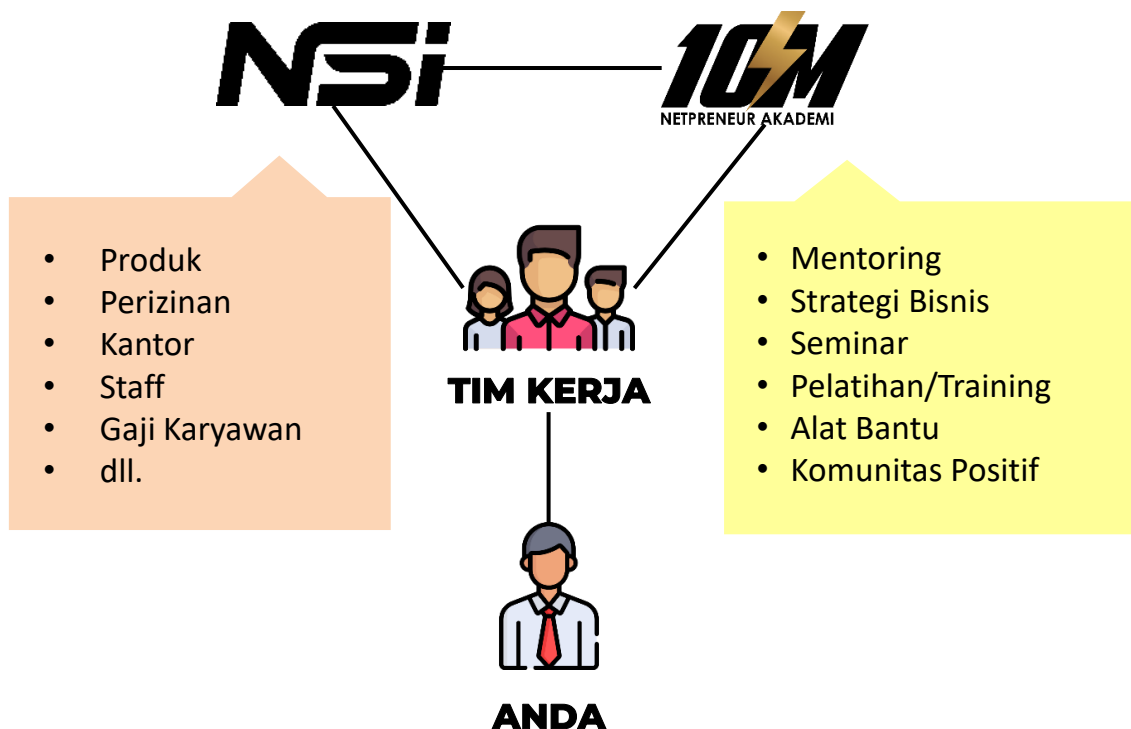 NSi
10M
NETPRENEUR AKADEMI
• Produk
• Perizinan
• Kantor
• Staff
• Gaji Karyawan
• dll.
• Mentoring
• Strategi Bisnis
• Seminar
• Pelatihan/Training
• Alat Bantu
• Komunitas Positif
TIM KERJA
ANDA